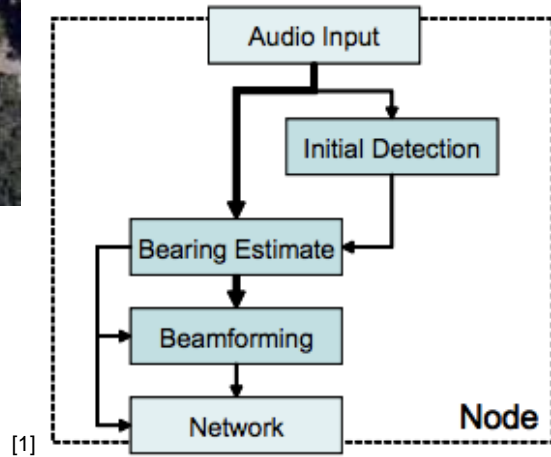 Audio Input
Initial Detection
Bearing Estimate
Beamforming
Network
Node
[1]